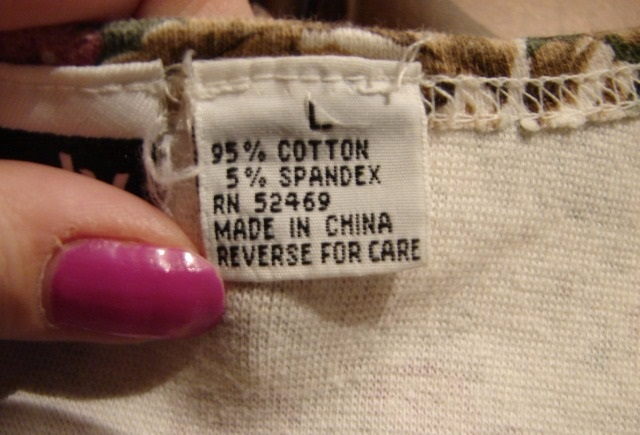 L
95% COTTON
5% SPANDEX
RN 52469
MADE IN CHINA
REVERSE FOR CARE